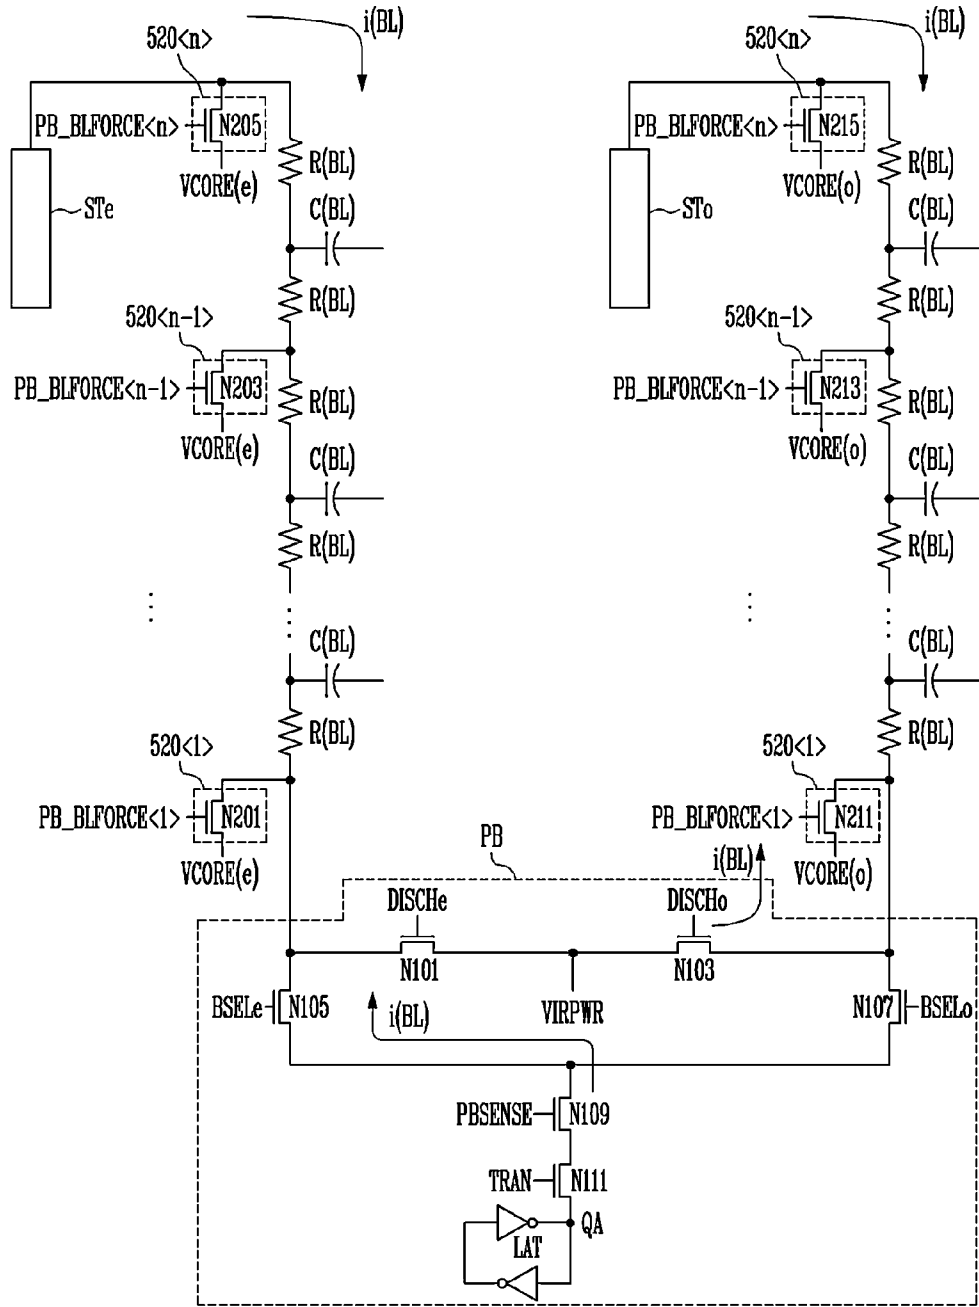 i(BL)
i(BL)
520<n>
520<n>
PB_BLFORCE<n>
N205
R(BL)
PB_BLFORCE<n>
N215
R(BL)
VCORE(e)
VCORE(o)
STe
C(BL)
STo
C(BL)
R(BL)
R(BL)
520<n-1>
520<n-1>
PB_BLFORCE<n-1>
N203
R(BL)
PB_BLFORCE<n-1>
N213
R(BL)
VCORE(e)
VCORE(o)
C(BL)
C(BL)
R(BL)
R(BL)
C(BL)
C(BL)
R(BL)
R(BL)
520<1>
520<1>
PB_BLFORCE<1>
N201
PB_BLFORCE<1>
N211
PB
VCORE(e)
i(BL)
VCORE(o)
DISCHe
DISCHo
N101
N103
BSELe
N105
i(BL)
VIRPWR
N107
BSELo
PBSENSE
N109
TRAN
N111
QA
LAT